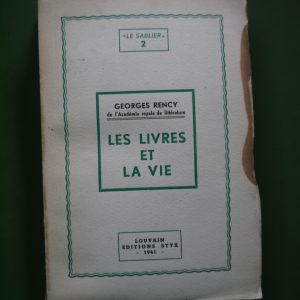 «LE SABLIER»
2
GEORGES RENCY
de l'Académie royale de littérature
LES LIVRES
ET
LA VIE
LOUVAIN
EDITIONS STYX
- 1941 -